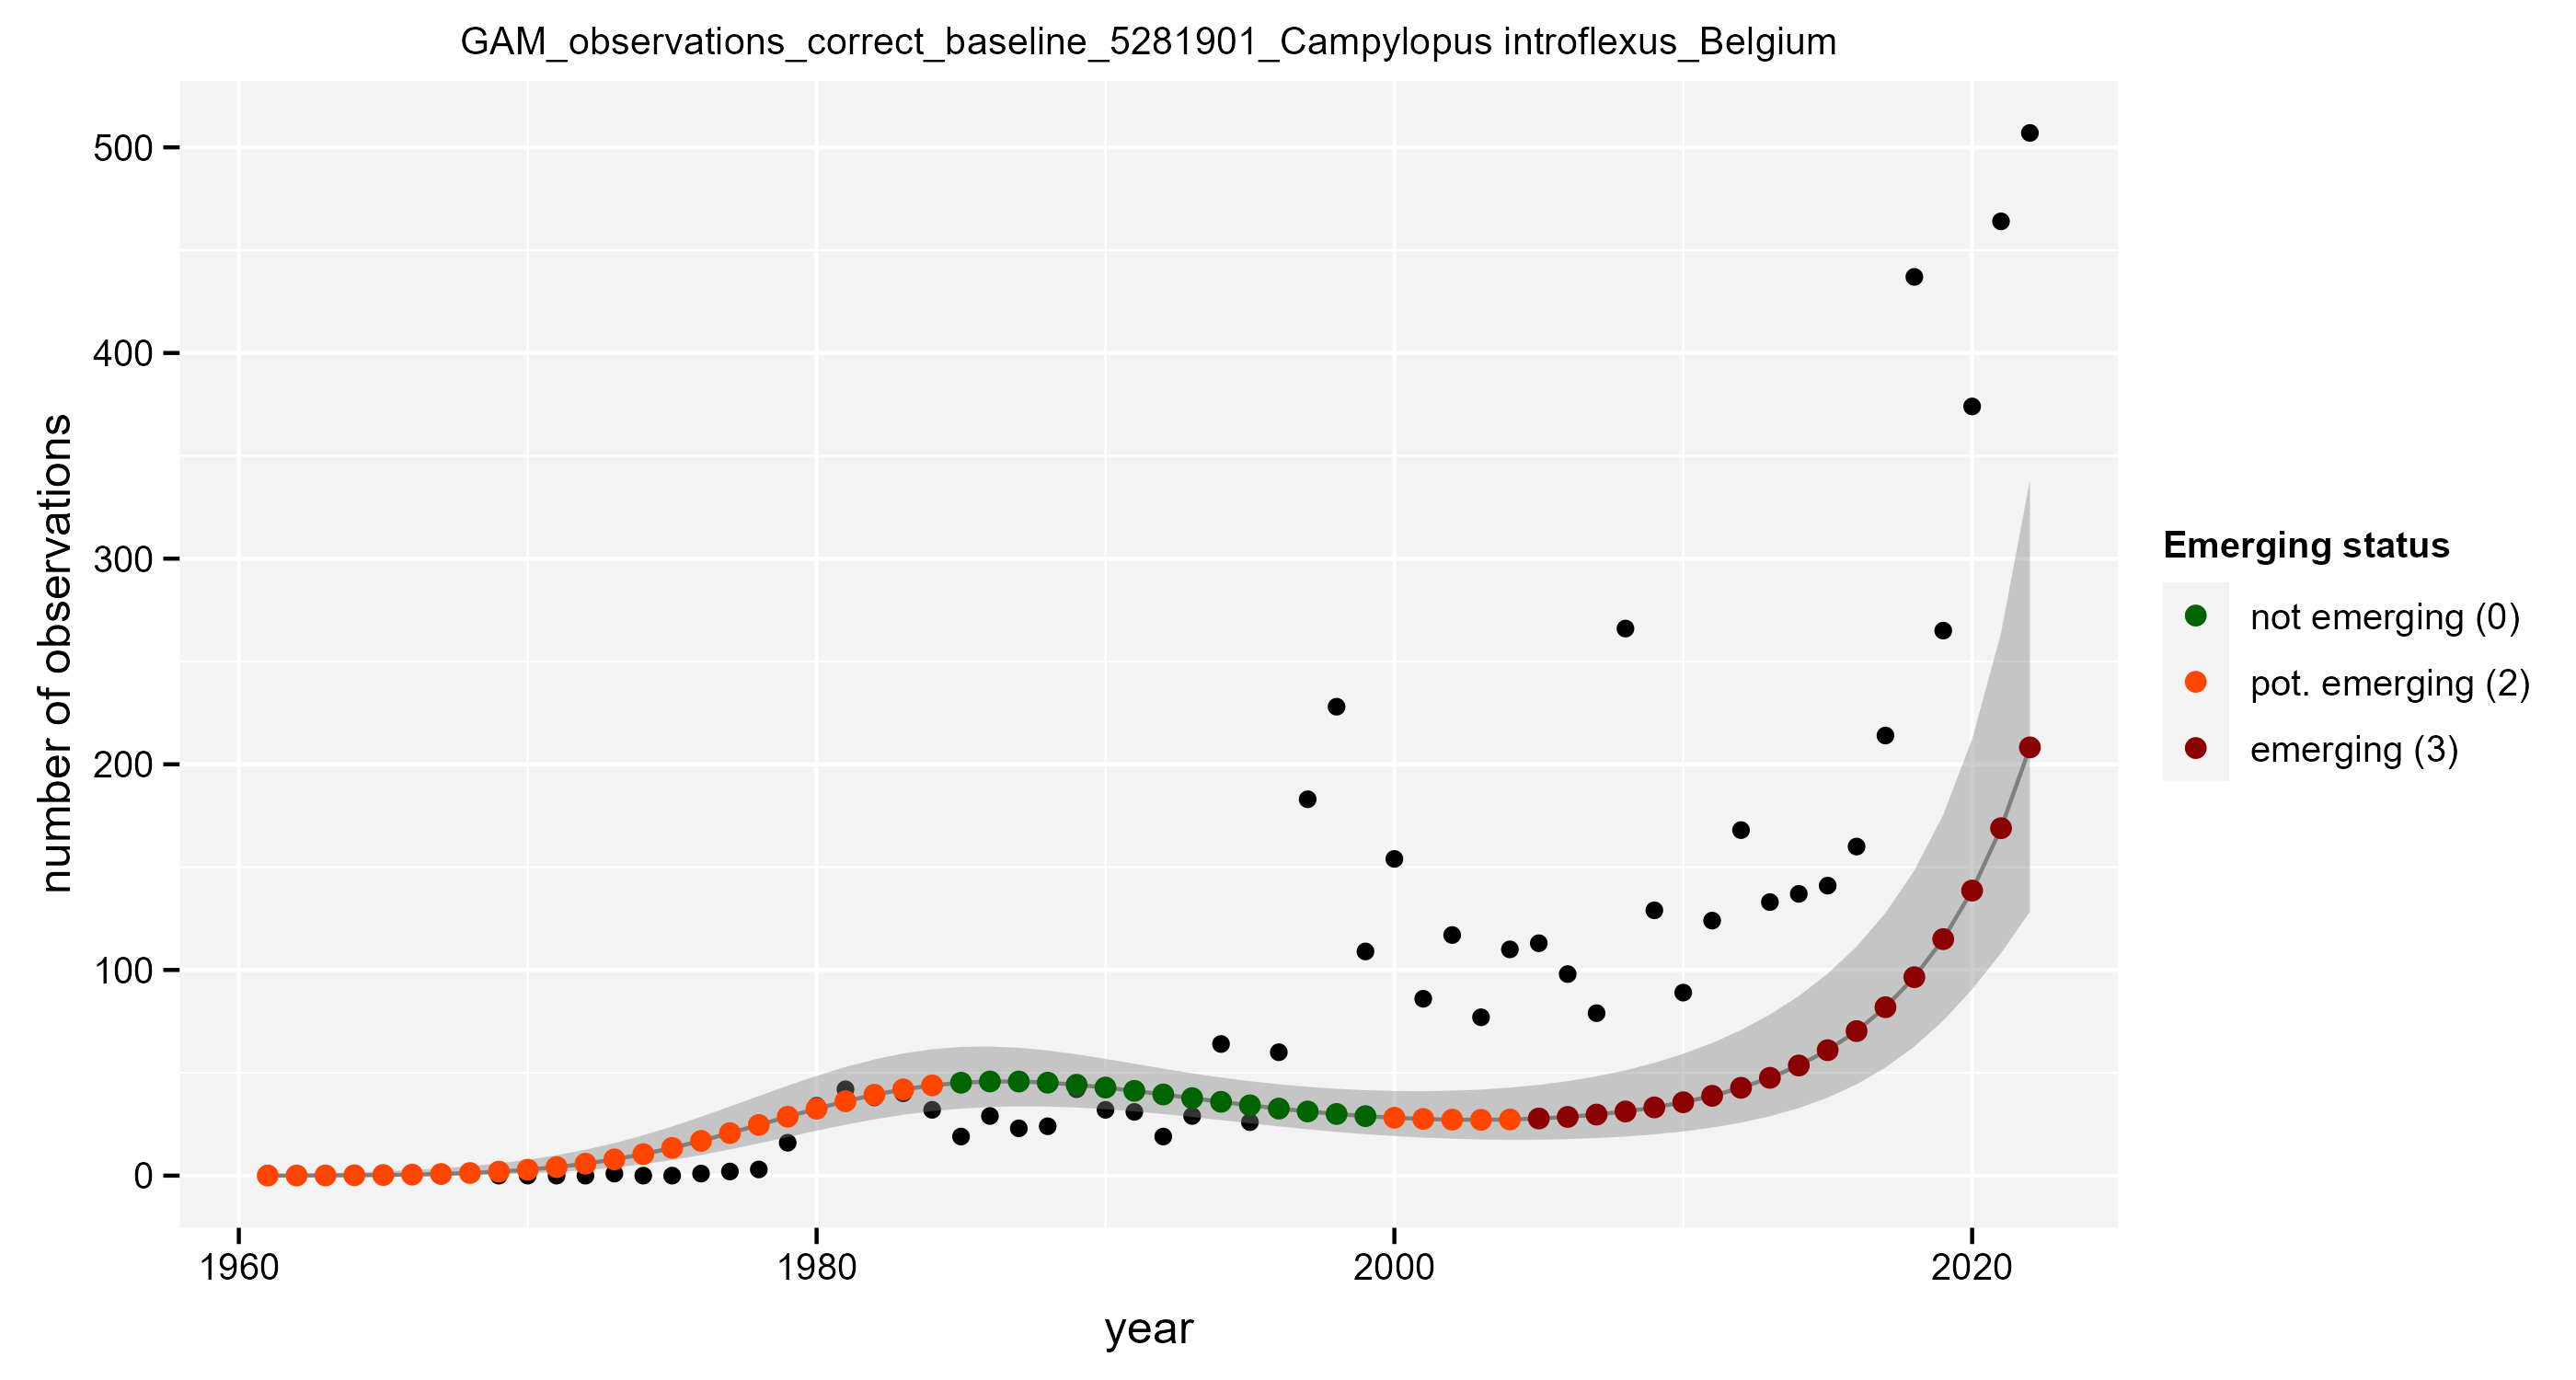 GAM_observations_correct_baseline_5281901_Campylopus introflexus_Belgium
500
400
300
200
100
0
number of observations
1960
1980
2000
2020
year
Emerging status
not emerging (0)
pot. emerging (2)
emerging (3)